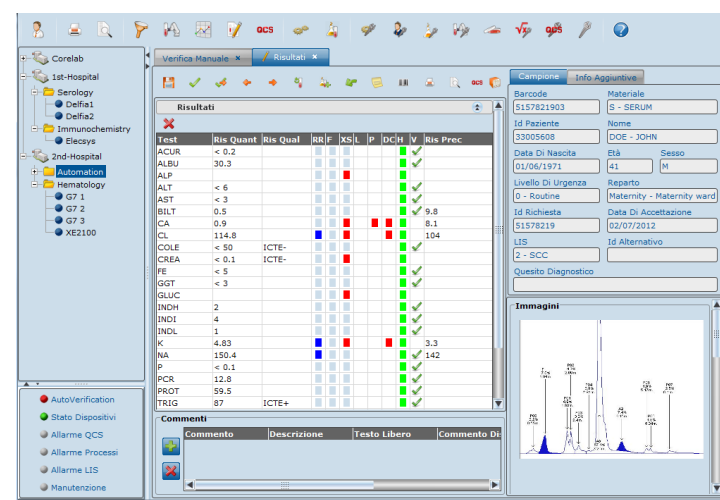 QCS
QCS
Corelab
1st-Hospital
Serology
Delfia1
Delfia2
Immunochemistry
Elecsys
2nd-Hospital
Automation
Hematology
G7 1
G7 2
G7 3
XE2100
AutoVerification
Stato Dispositivi
Allarme QCS
Allarme Processi
Allarme LIS
Manutenzione
Verifica Manuale
Risultati
QCS
Risultati
Test Ris Quant Ris Qual RR F XS L P DC H V Ris Prec
ACUR < 0.2
ALBU 30.3
ALP
ALT < 6
AST < 3
BILT 0.5 9.8
CA 0.9 8.1
CL 114.8 104
COLE < 50 ICTE-
CREA < 0.1 ICTE-
FE < 5
GGT < 3
GLUC
INDH 2
INDI 4
INDL 1
K 4.83 3.3
NA 150.4 142
P < 0.1
PCR 12.8
PROT 59.5
TRIG 87 ICTE+
Commenti
Commento Descrizione Testo Libero Commento Di
Campione Info Aggiuntive
Barcode Materiale
5157821903 S - SERUM
Id Paziente Nome
33005608 DOE - JOHN
Data Di Nascita Età Sesso
01/06/1971 41 M
Livello Di Urgenza Reparto
0 - Routine Maternity - Maternity ward
Id Richiesta Data Di Accettazione
51578219 02/07/2012
LIS Id Alternativo
2 - SCC
Quesito Diagnostico
Immagini